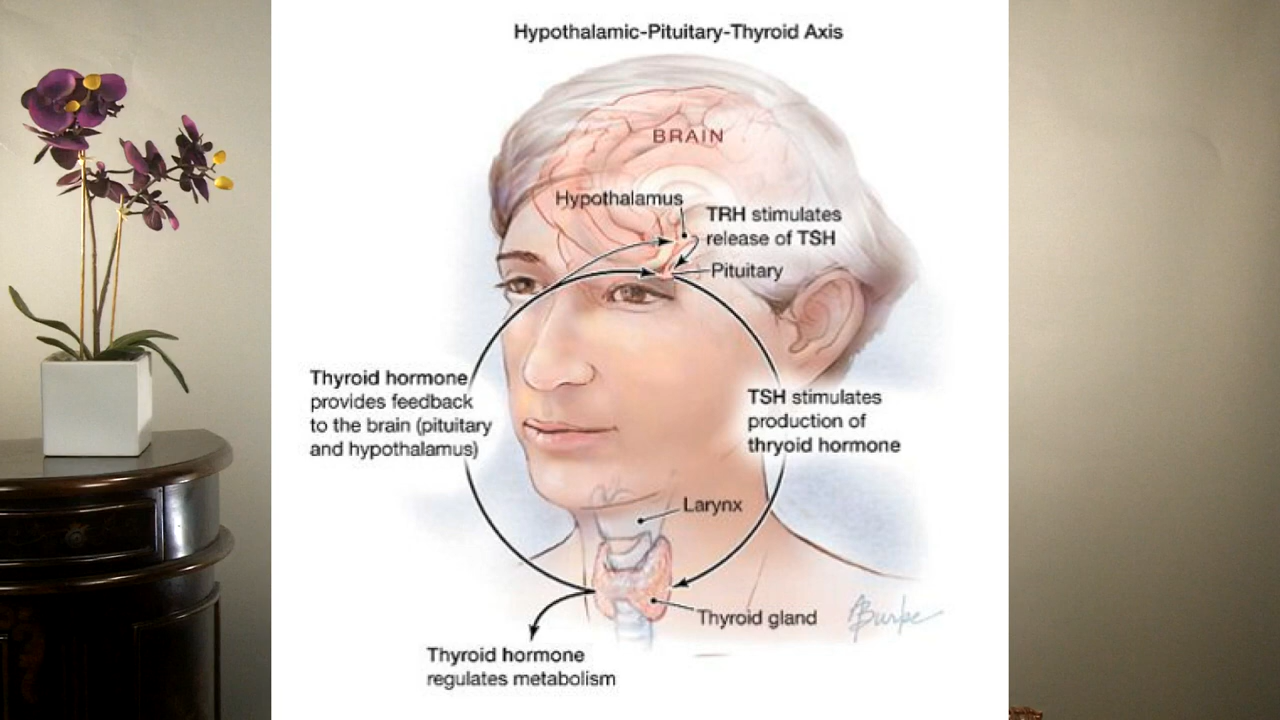 Hypothalamic-Pituitary-Thyroid Axis
BRAIN
Hypothalamus
TRH stimulates
release of TSH
Pituitary
Thyroid hormone
provides feedback
to the brain (pituitary
and hypothalamus)
TSH stimulates
production of
thryoid hormone
Larynx
Thyroid gland
Burke
Thyroid hormone
regulates metabolism